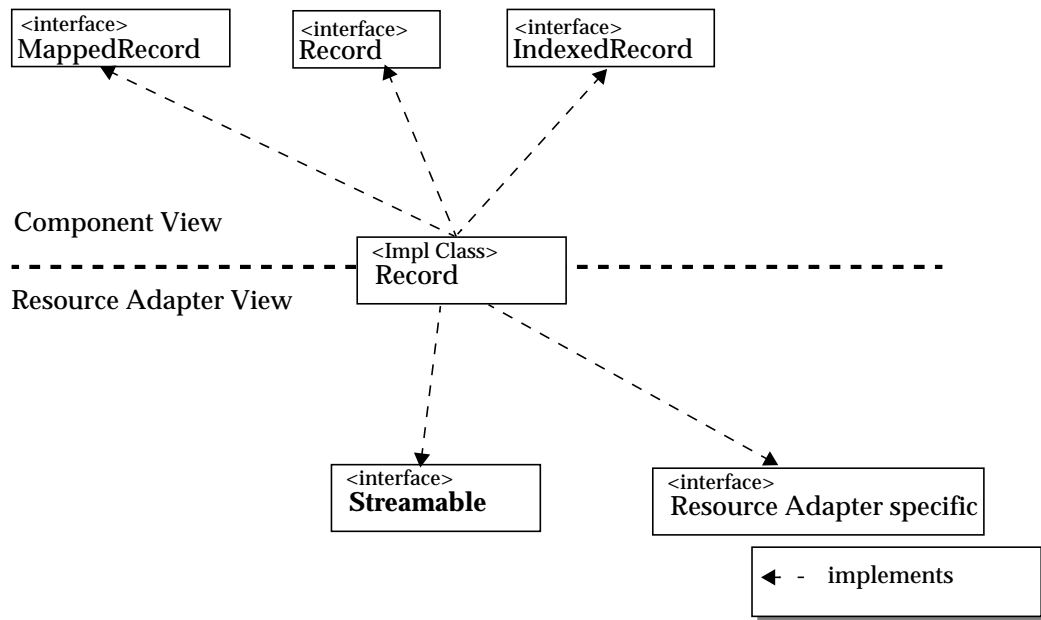 <interface>
MappedRecord
<interface>
Record
<interface>
IndexedRecord
Component View
<Impl Class>
Record
Resource Adapter View
<interface>
Streamable
<interface>
Resource Adapter specific
implements